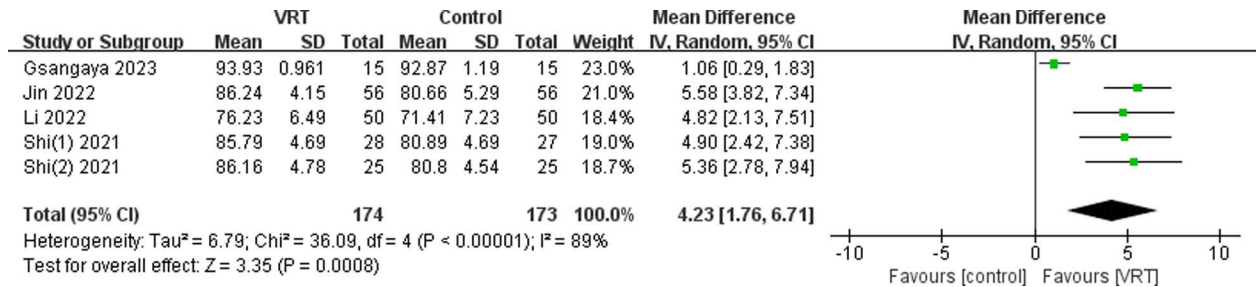 VRT Control Mean Difference Mean Difference
Study or Subgroup Mean SD Total Mean SD Total Weight IV, Random, 95% CI IV, Random, 95% CI
Gsangaya 2023 93.93 0.961 15 92.87 1.19 15 23.0% 1.06 [0.29, 1.83]
Jin 2022 86.24 4.15 56 80.66 5.29 56 21.0% 5.58 [3.82, 7.34]
Li 2022 76.23 6.49 50 71.41 7.23 50 18.4% 4.82 [2.13, 7.51]
Shi(1) 2021 85.79 4.69 28 80.89 4.69 27 19.0% 4.90 [2.42, 7.38]
Shi(2) 2021 86.16 4.78 25 80.8 4.54 25 18.7% 5.36 [2.78, 7.94]
Total (95% CI) 174 173 100.0% 4.23 [1.76, 6.71]
Heterogeneity: Tau² = 6.79; Chi² = 36.09, df = 4 (P < 0.00001); I² = 89%
Test for overall effect: Z = 3.35 (P = 0.0008)
-10 -5 0 5 10
Favours [control] Favours [VRT]